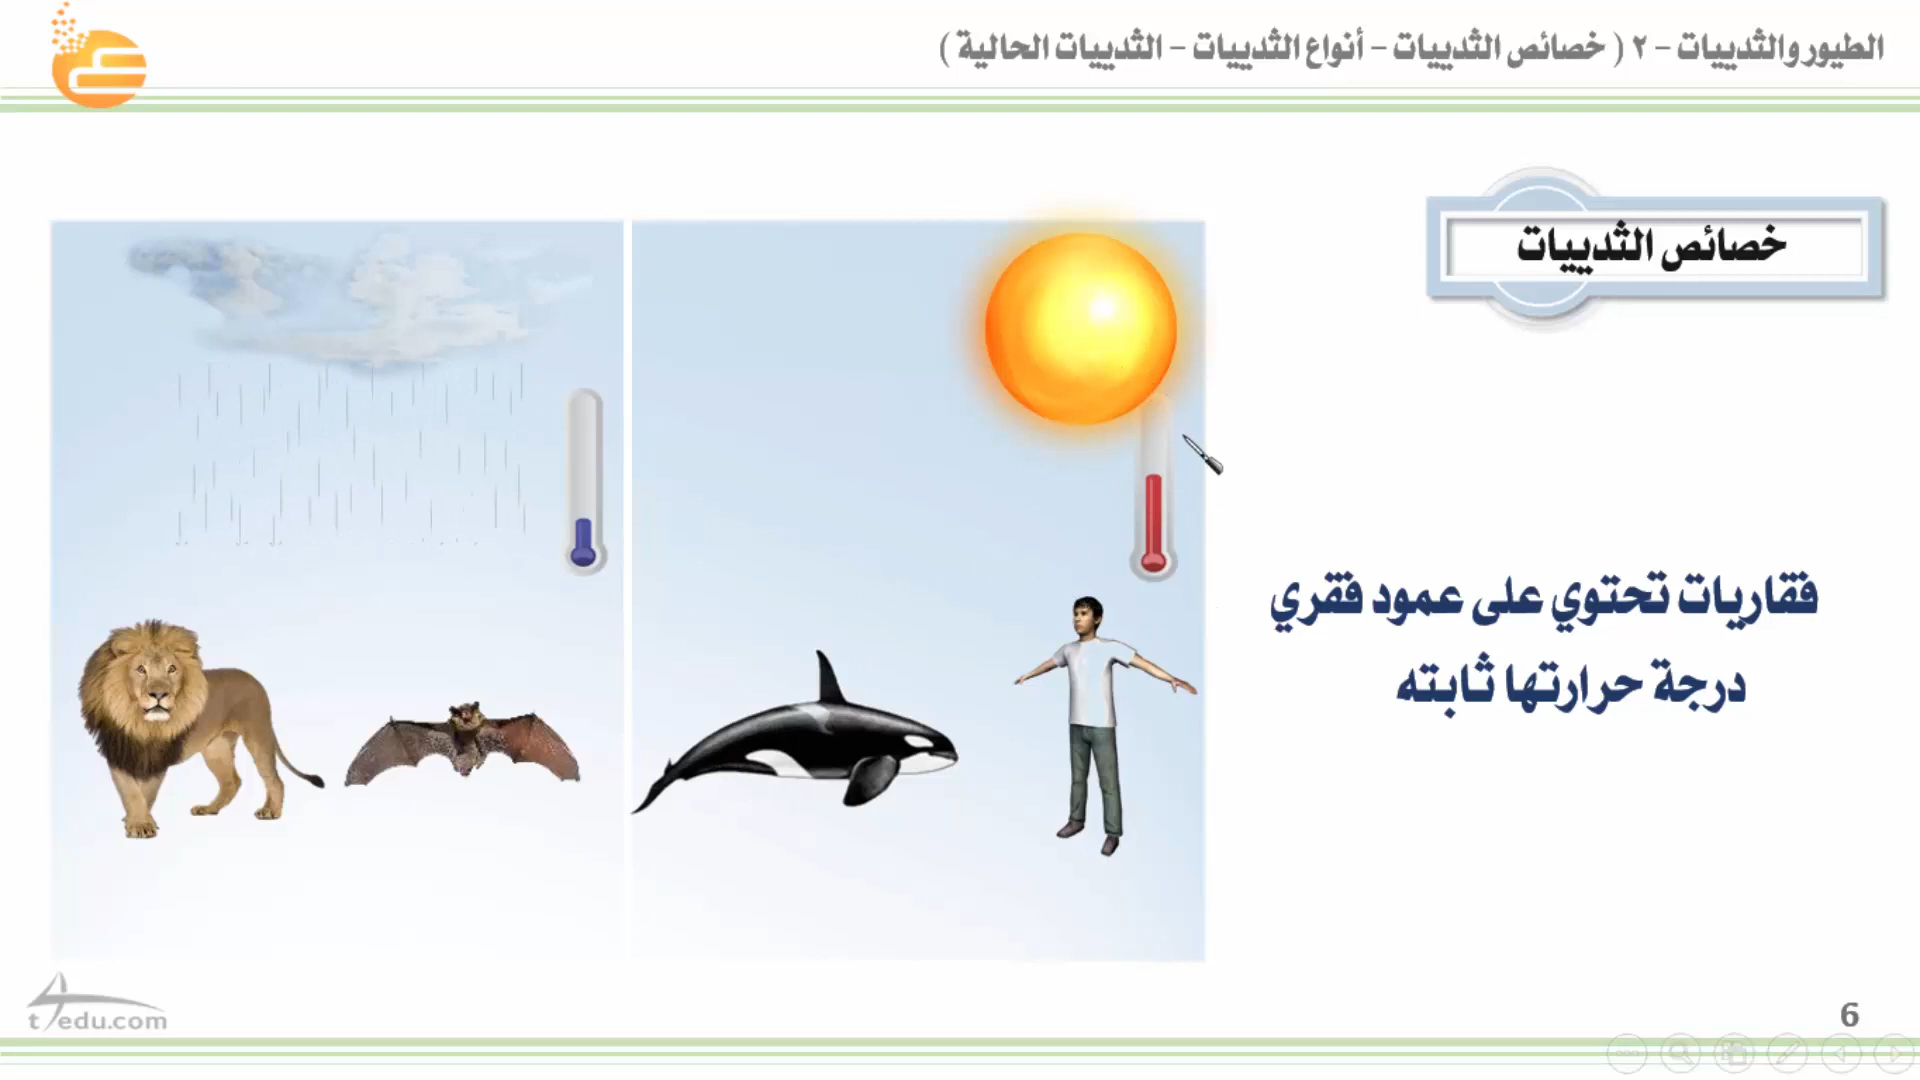 الطيور والثدييات - ٢ ( خصائص الثدييات - أنواع الثدييات - الثدييات الحالية )
خصائص الثدييات
فقاريات تحتوي على عمود فقري
درجة حرارتها ثابته
t4edu.com
6